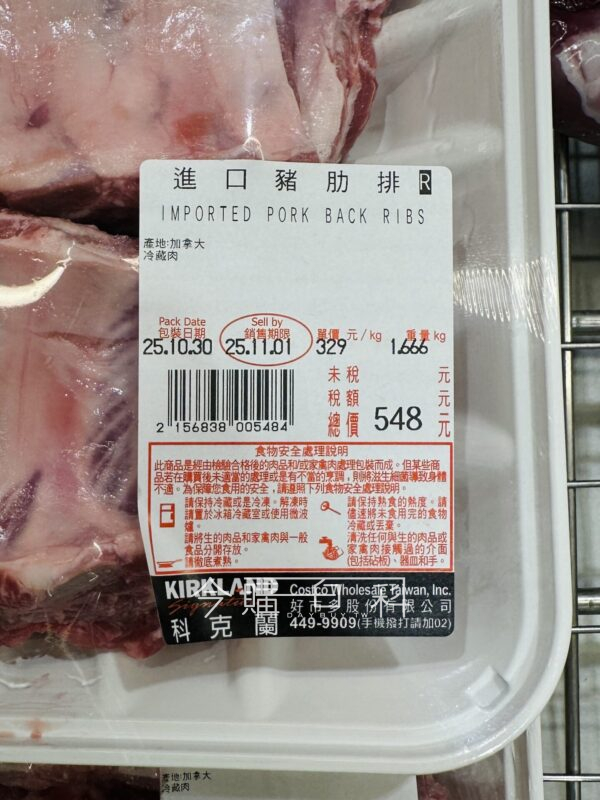 進口豬肋排 R
IMPORTED PORK BACK RIBS
產地:加拿大
冷藏肉
Pack Date Sell by
包裝日期 銷售期限 單價 元/kg 重量 kg
25.10.30 25.11.01 329 1.666
未稅 元
稅額 元
總價 548 元
2 156838 005484
食物安全處理說明
此商品是經由檢驗合格後的肉品和/或家禽肉處理包裝而成。但某些商
品若在購買後未適當的處理或是有不當的烹調,則將滋生細菌導致身體
不適。為保障您食用的安全,請遵照下列食物安全處理說明。
請保持冷藏或是冷凍。解凍時
請置於冰箱冷藏室或使用微波
爐。
請將生的肉品和家禽肉與一般
食品分開存放。
請徹底煮熟。
請保持熱食的熱度。請
儘速將未食用完的食物
冷藏或丟棄。
清洗任何與生的肉品或
家禽肉接觸過的介面
(包括砧板)、器皿和手。
KIRKLAND
Signature
科克蘭
Costco Wholesale Taiwan, Inc.
好市多股份有限公司
449-9909(手機撥打請加02)
產地:加拿大
冷藏肉